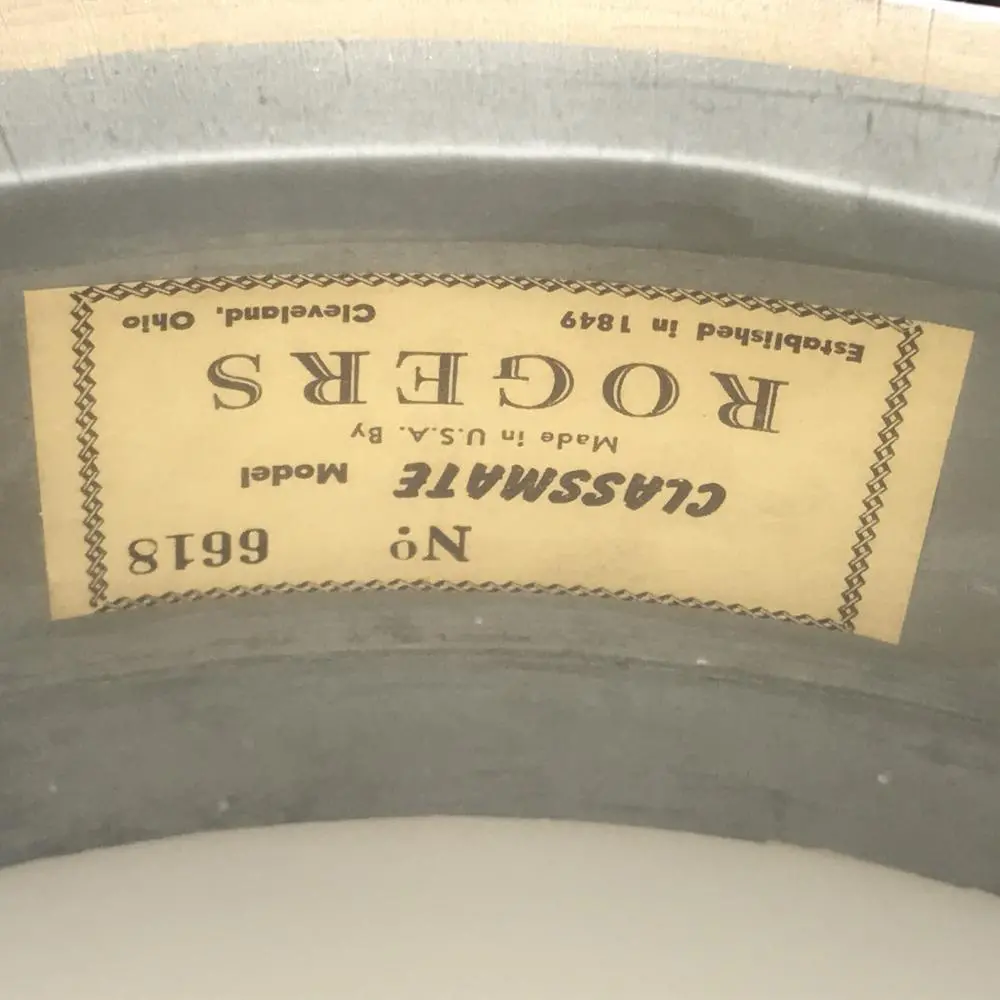 Nº 6618
CLASSMATE Model
Made in U.S.A. By
ROGERS
Established in 1849 Cleveland, Ohio